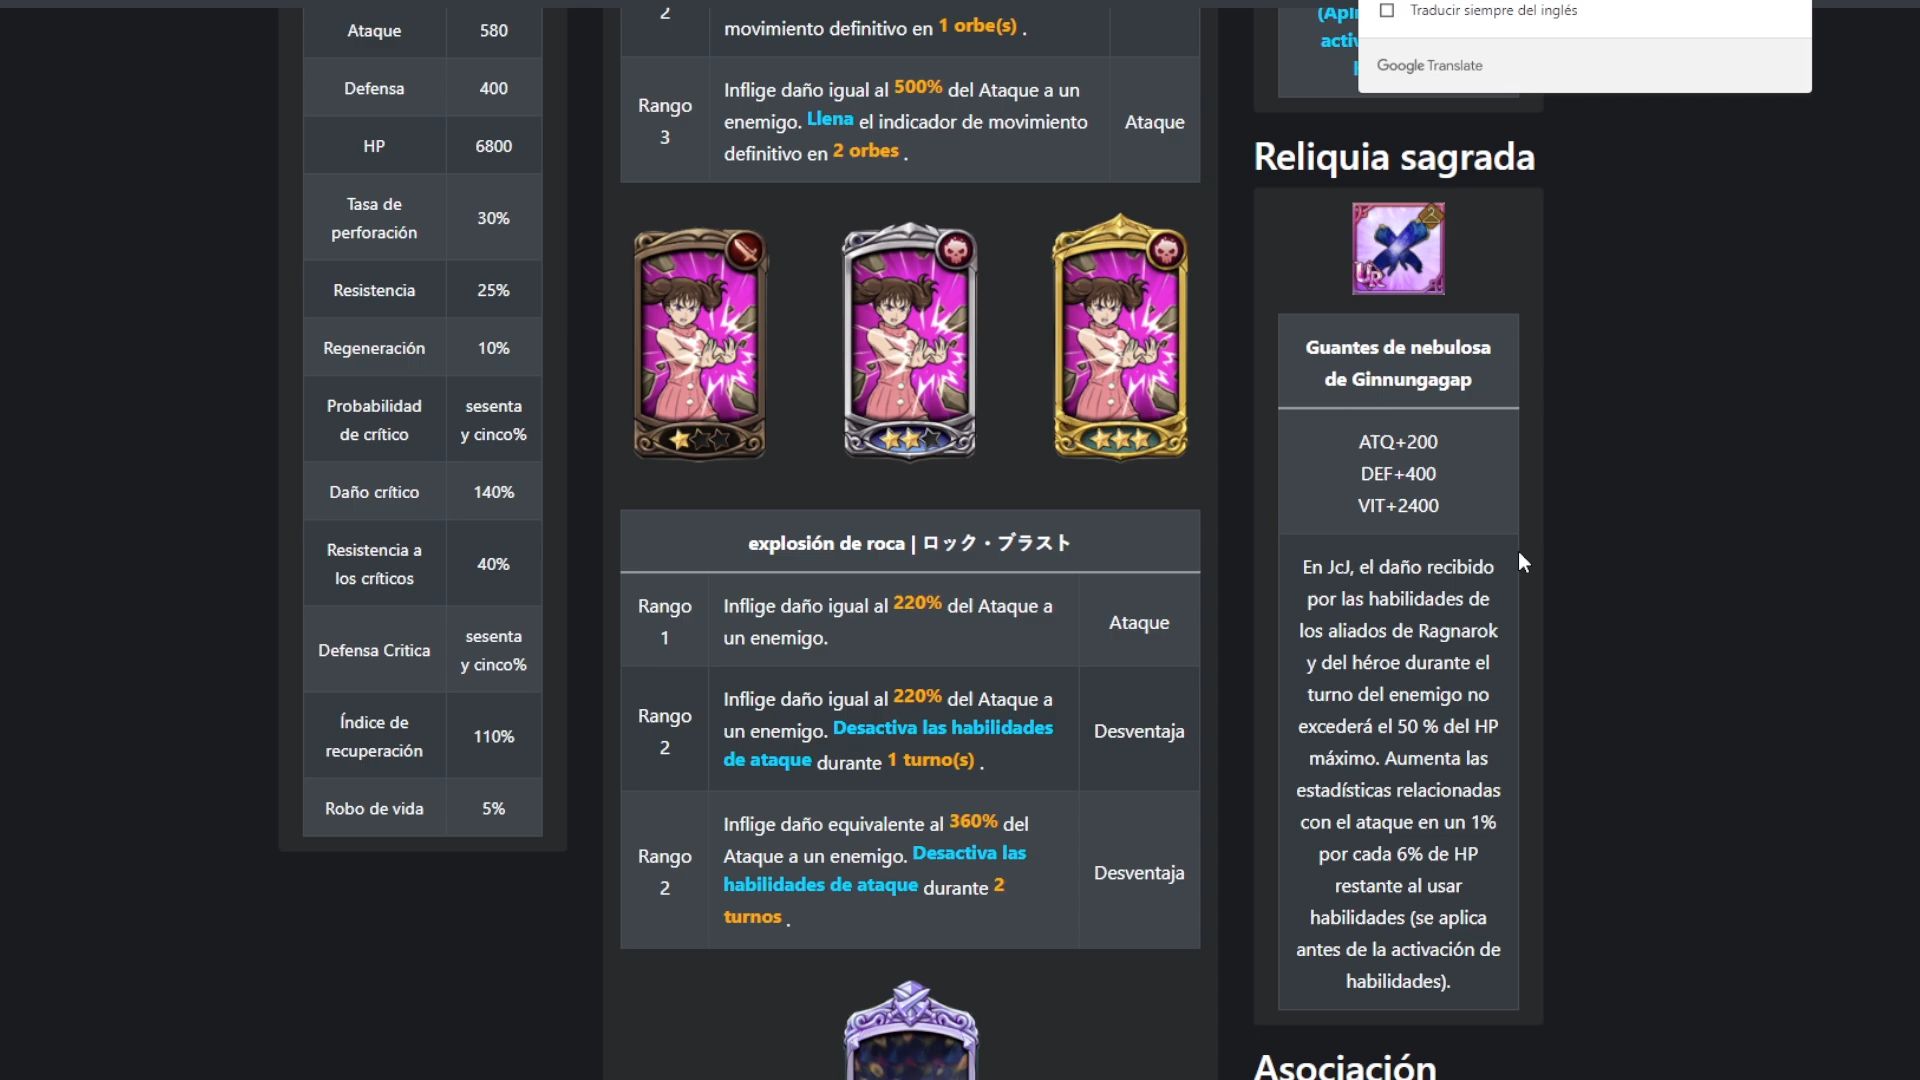 Ataque 580
Defensa 400
HP 6800
Tasa de
perforación 30%
Resistencia 25%
Regeneración 10%
Probabilidad
de crítico
sesenta
y cinco%
Daño crítico 140%
Resistencia a
los críticos 40%
Defensa Critica
sesenta
y cinco%
Índice de
recuperación 110%
Robo de vida 5%
2
movimiento definitivo en 1 orbe(s) .
Rango
3
Inflige daño igual al 500% del Ataque a un
enemigo. Llena el indicador de movimiento
definitivo en 2 orbes .
Ataque
explosión de roca | ロック・ブラスト
Rango
1
Inflige daño igual al 220% del Ataque a
un enemigo.
Ataque
Rango
2
Inflige daño igual al 220% del Ataque a
un enemigo. Desactiva las habilidades
de ataque durante 1 turno(s) .
Desventaja
Rango
2
Inflige daño equivalente al 360% del
Ataque a un enemigo. Desactiva las
habilidades de ataque durante 2
turnos .
Desventaja
Traducir siempre del inglés
Google Translate
Reliquia sagrada
UR
Guantes de nebulosa
de Ginnungagap
ATQ+200
DEF+400
VIT+2400
En JcJ, el daño recibido
por las habilidades de
los aliados de Ragnarok
y del héroe durante el
turno del enemigo no
excederá el 50 % del HP
máximo. Aumenta las
estadísticas relacionadas
con el ataque en un 1%
por cada 6% de HP
restante al usar
habilidades (se aplica
antes de la activación de
habilidades).
Asociación